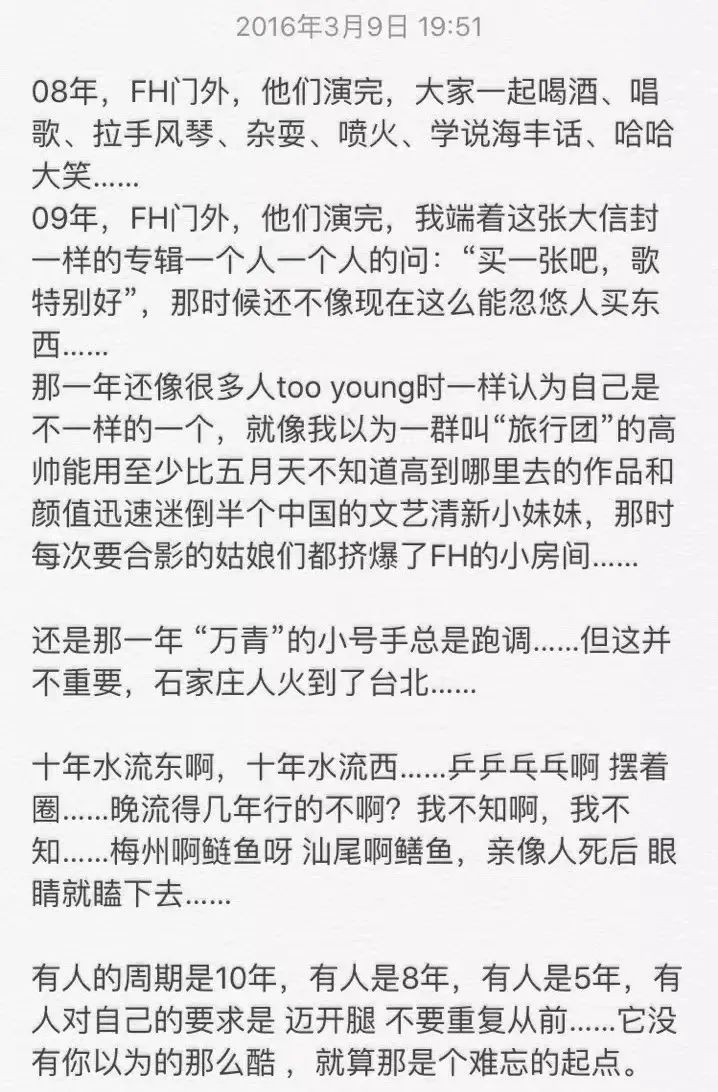 2016年3月9日 19:51
08年，FH门外，他们演完，大家一起喝酒、唱
歌、拉手风琴、杂耍、喷火、学说海丰话、哈哈
大笑……
09年，FH门外，他们演完，我端着这张大信封
一样的专辑一个人一个人的问：“买一张吧，歌
特别好”，那时候还不像现在这么能忽悠人买东
西……
那一年还像很多人too young时一样认为自己是
不一样的一个，就像我以为一群叫“旅行团”的高
帅能用至少比五月天不知道高到哪里去的作品和
颜值迅速迷倒半个中国的文艺清新小妹妹，那时
每次要合影的姑娘们都挤爆了FH的小房间……
还是那一年 “万青”的小号手总是跑调……但这并
不重要，石家庄人火到了台北……
十年水流东啊，十年水流西……乒乒乓乓啊 摆着
圈……晚流得几年行的不啊？我不知啊，我不
知……梅州啊鲢鱼呀 汕尾啊鳝鱼，亲像人死后 眼
睛就瞌下去……
有人的周期是10年，有人是8年，有人是5年，有
人对自己的要求是 迈开腿 不要重复从前……它没
有你以为的那么酷 ，就算那是个难忘的起点。